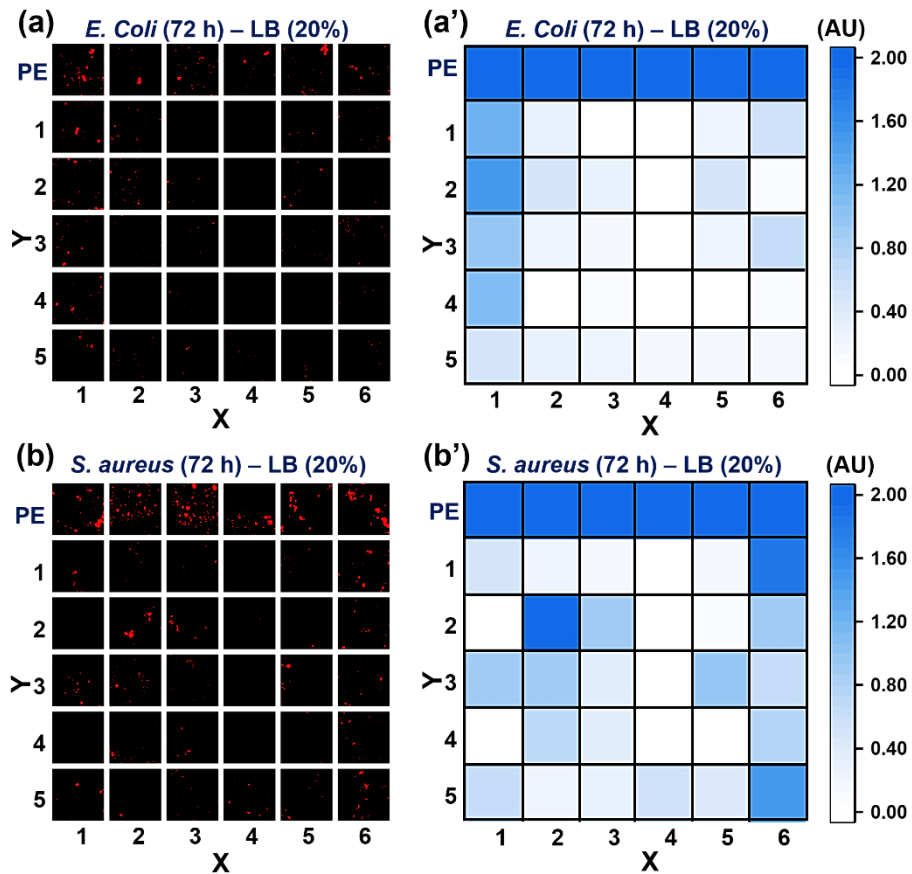 (a)
E. Coli (72 h) – LB (20%)
PE
1
2
3
4
5
Y
1 2 3 4 5 6
X
(a')
E. Coli (72 h) – LB (20%)
(AU)
PE
1
2
3
4
5
Y
1 2 3 4 5 6
X
2.00
1.60
1.20
0.80
0.40
0.00
(b)
S. aureus (72 h) – LB (20%)
PE
1
2
3
4
5
Y
1 2 3 4 5 6
X
(b')
S. aureus (72 h) – LB (20%)
(AU)
PE
1
2
3
4
5
Y
1 2 3 4 5 6
X
2.00
1.60
1.20
0.80
0.40
0.00